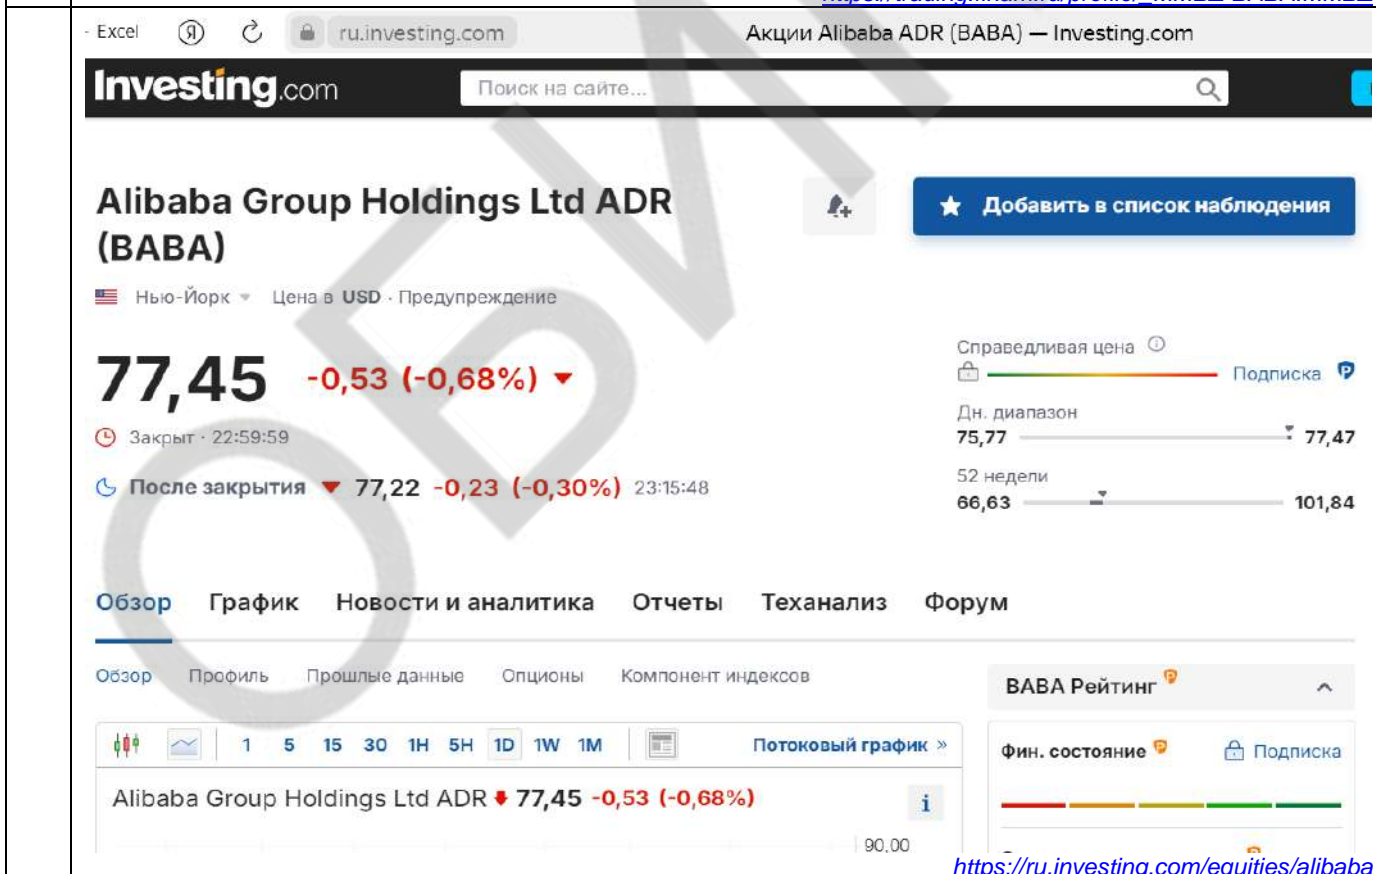 - Excel
Я
ru.investing.com
Акции Alibaba ADR (BABA) — Investing.com
Investing.com
Поиск на сайте...
Alibaba Group Holdings Ltd ADR
(BABA)
Добавить в список наблюдения
Нью-Йорк Цена в USD · Предупреждение
77,45 -0,53 (-0,68%)
Закрыт · 22:59:59
После закрытия 77,22 -0,23 (-0,30%) 23:15:48
Справедливая цена
Подписка
Дн. диапазон
75,77 77,47
52 недели
66,63 101,84
Обзор График Новости и аналитика Отчеты Теханализ Форум
Обзор Профиль Прошлые данные Опционы Компонент индексов
1 5 15 30 1H 5H 1D 1W 1M Потоковый график »
Alibaba Group Holdings Ltd ADR 77,45 -0,53 (-0,68%)
i
90,00
BABA Рейтинг
Фин. состояние Подписка
https://ru.investing.com/equities/alibaba